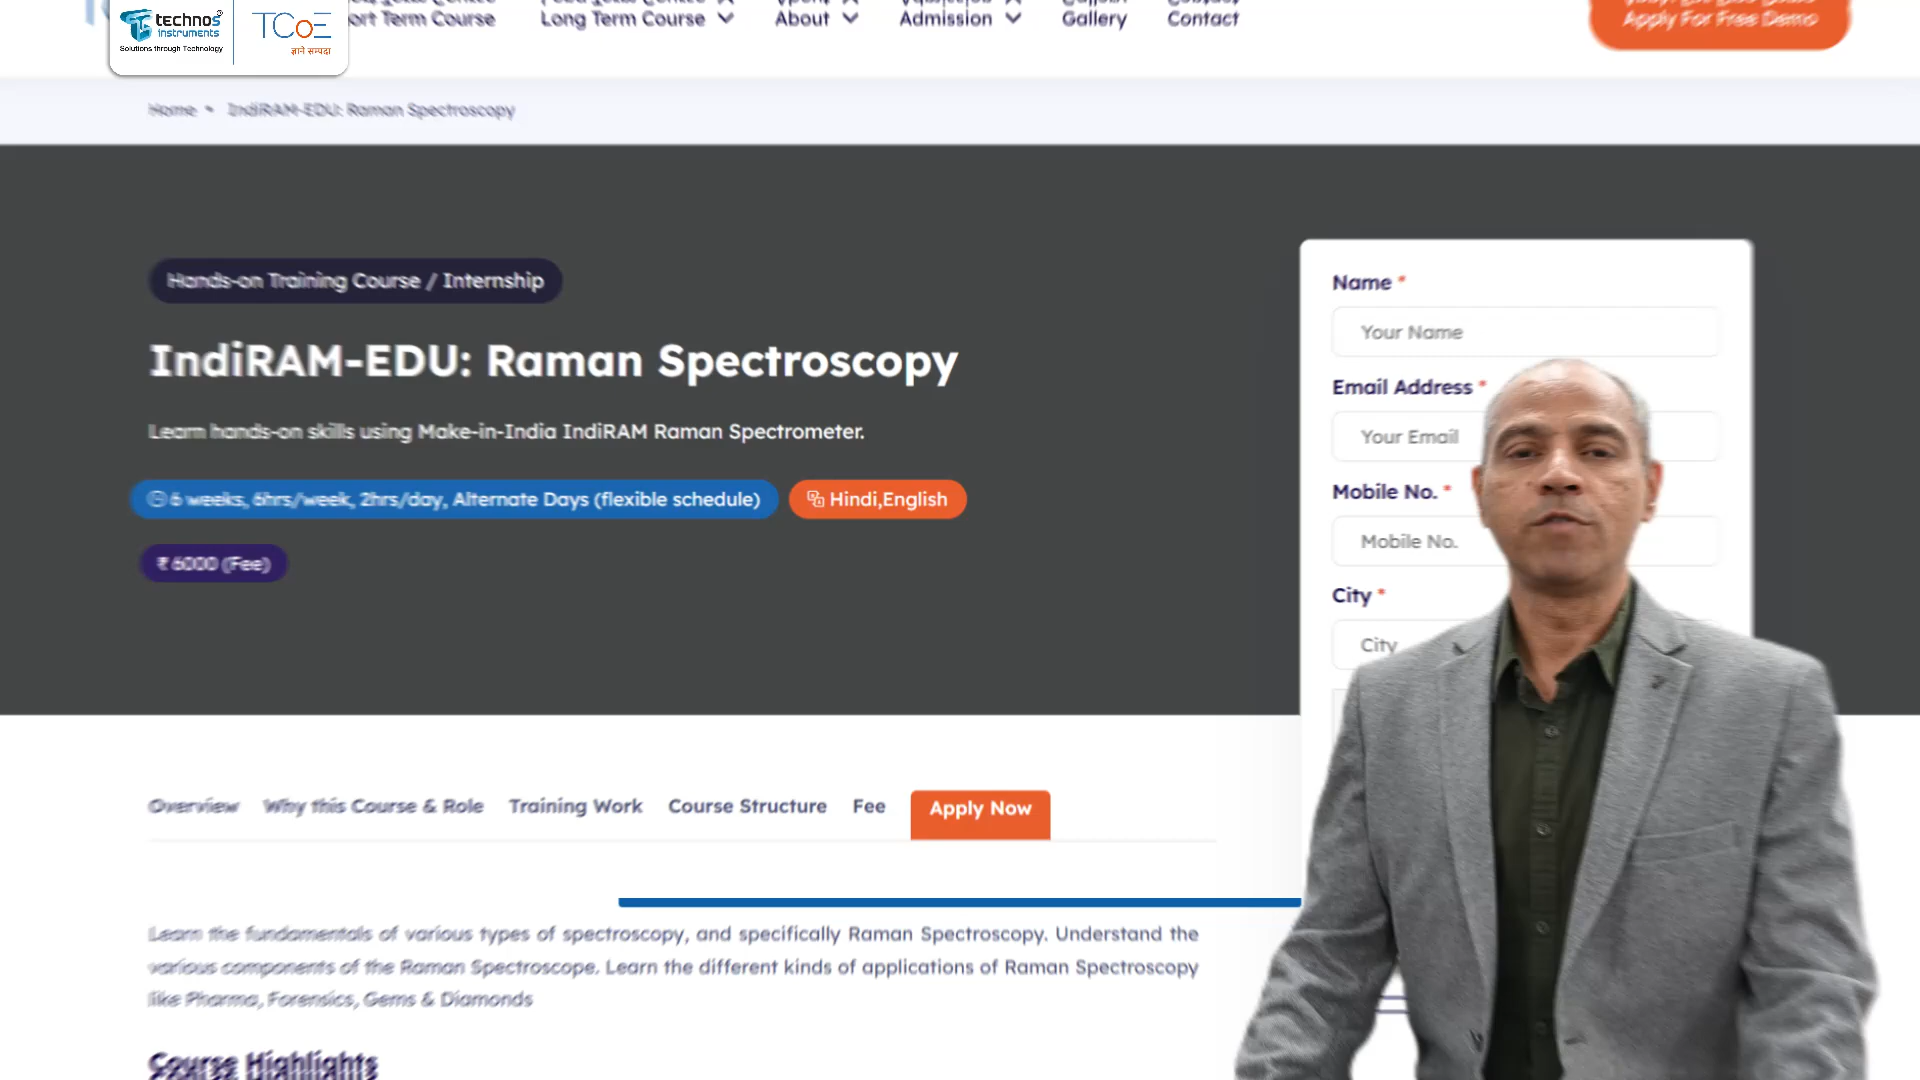 technos
instruments
Solutions through Technology
TCoE
ज्ञाने सम्पदा
ort Term Course
Long Term Course
About
Admission
Gallery
Contact
Apply For Free Demo
Home • IndiRAM-EDU: Raman Spectroscopy
Hands-on Training Course / Internship
IndiRAM-EDU: Raman Spectroscopy
Learn hands-on skills using Make-in-India IndiRAM Raman Spectrometer.
6 weeks, 6hrs/week, 2hrs/day, Alternate Days (flexible schedule)
Hindi,English
₹ 6000 (Fee)
Name *
Your Name
Email Address *
Your Email
Mobile No. *
Mobile No.
City *
City
Overview
Why this Course & Role
Training Work
Course Structure
Fee
Apply Now
Learn the fundamentals of various types of spectroscopy, and specifically Raman Spectroscopy. Understand the
various components of the Raman Spectroscope. Learn the different kinds of applications of Raman Spectroscopy
like Pharma, Forensics, Gems & Diamonds
Course Highlights